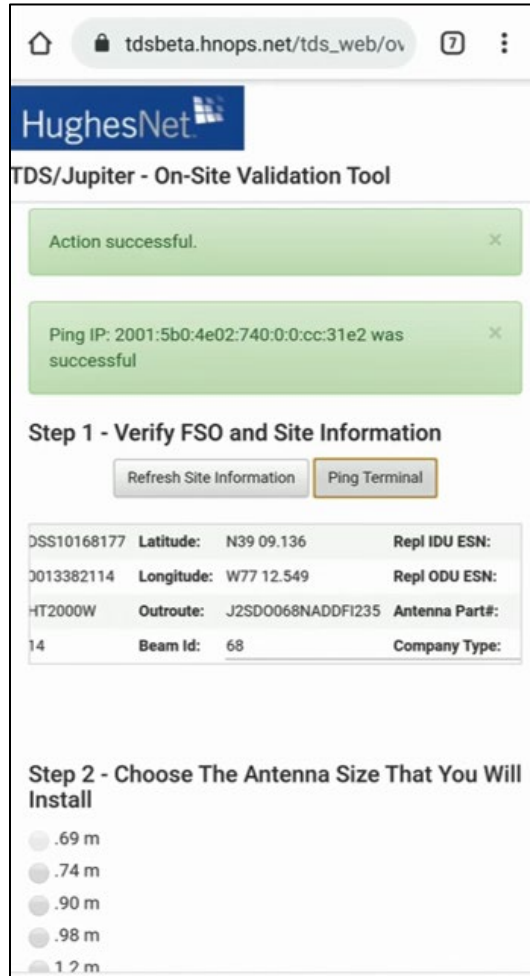 tdsbeta.hnops.net/tds_web/ov 7
HughesNet.
TDS/Jupiter - On-Site Validation Tool
Action successful. ×
Ping IP: 2001:5b0:4e02:740:0:0:cc:31e2 was ×
successful
Step 1 - Verify FSO and Site Information
Refresh Site Information Ping Terminal
DSS10168177 Latitude: N39 09.136 Repl IDU ESN:
0013382114 Longitude: W77 12.549 Repl ODU ESN:
HT2000W Outroute: J2SDO068NADDFI235 Antenna Part#:
14 Beam Id: 68 Company Type:
Step 2 - Choose The Antenna Size That You Will
Install
.69 m
.74 m
.90 m
.98 m
1.2 m